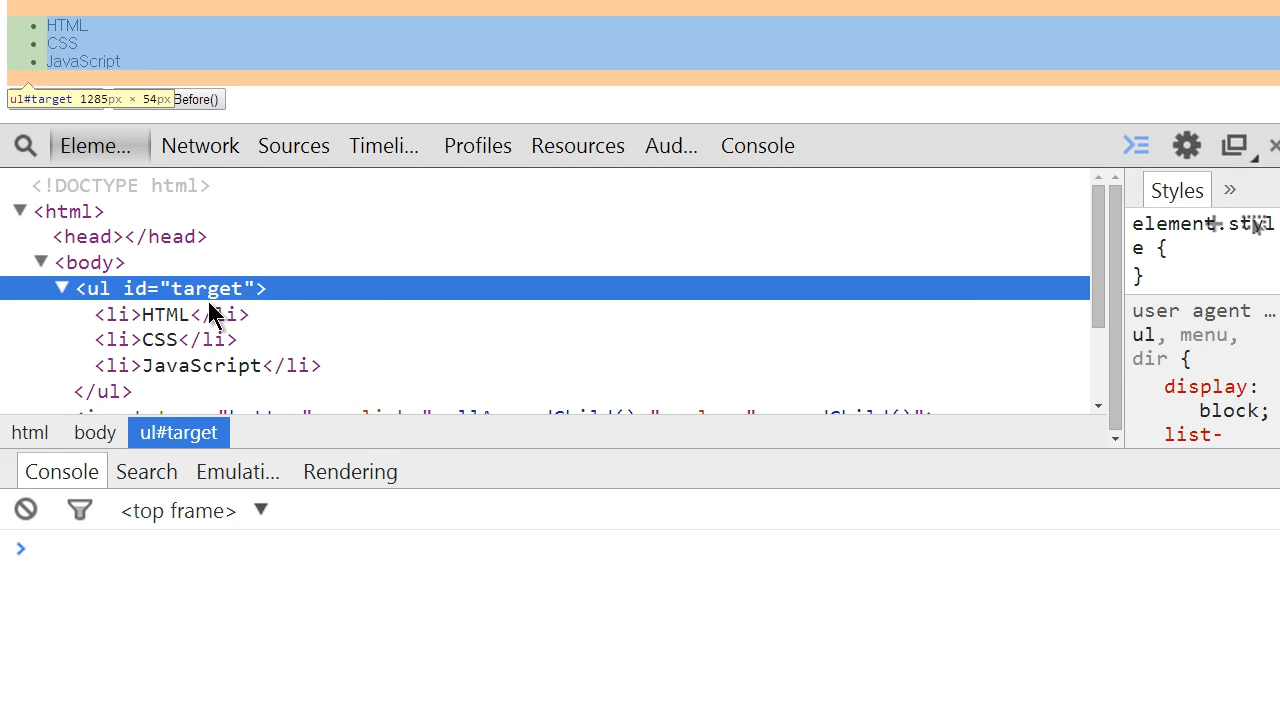 HTML
CSS
JavaScript
ul#target 1285px × 54px Before()
Eleme... Network Sources Timeli... Profiles Resources Aud... Console
<!DOCTYPE html>
<html>
<head></head>
<body>
<ul id="target">
<li>HTML</li>
<li>CSS</li>
<li>JavaScript</li>
</ul>
html body ul#target
Styles »
element.styl
e {
}
user agent …
ul, menu,
dir {
display:
block;
list-
Console Search Emulati... Rendering
<top frame>